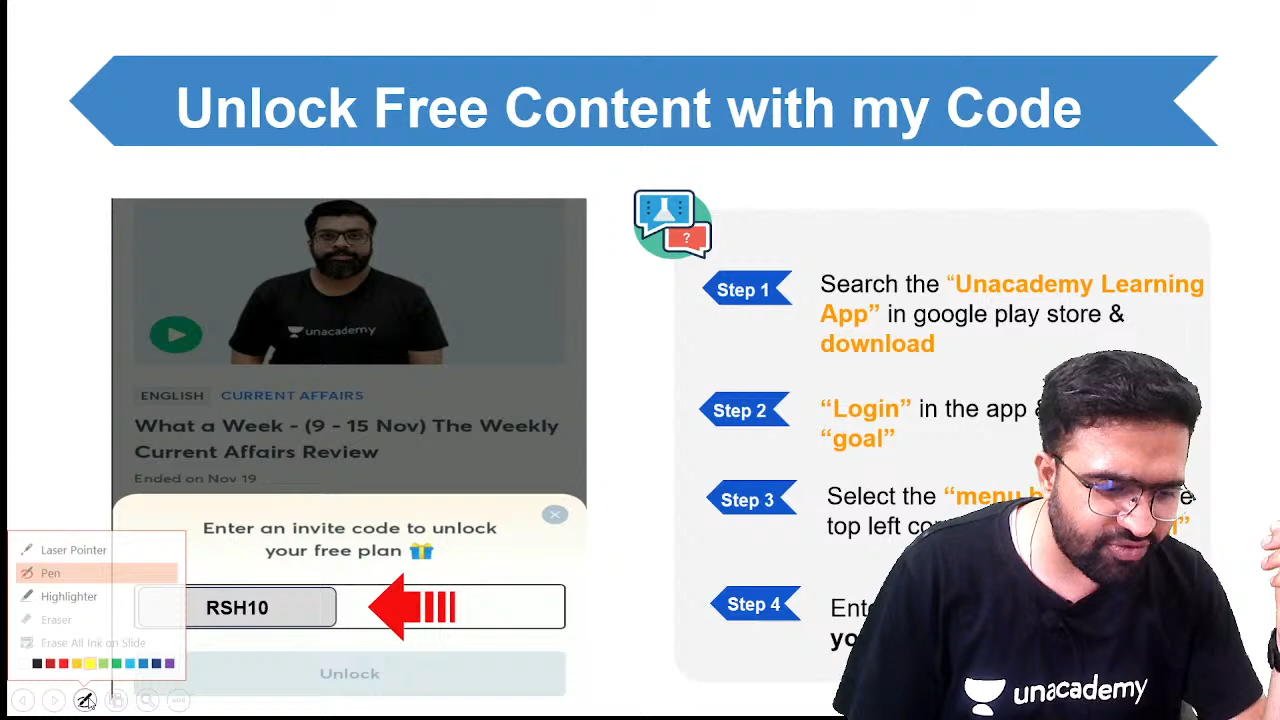 Unlock Free Content with my Code
unacademy
ENGLISH CURRENT AFFAIRS
What a Week - (9 - 15 Nov) The Weekly
Current Affairs Review
Ended on Nov 19
Enter an invite code to unlock
your free plan
RSH10
Unlock
Laser Pointer
Pen
Highlighter
Eraser
Erase All Ink on Slide
?
Step 1
Search the “Unacademy Learning
App” in google play store &
download
Step 2
“Login” in the app
“goal”
Step 3
Select the “menu
top left
Step 4
unacademy